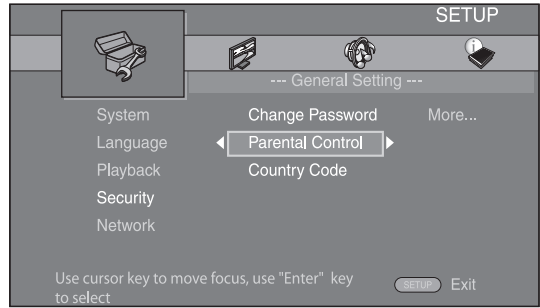 SETUP
--- General Setting ---
System
Language
Playback
Security
Network
Change Password
Parental Control
Country Code
More...
Use cursor key to move focus, use "Enter" key
to select
SETUP
Exit